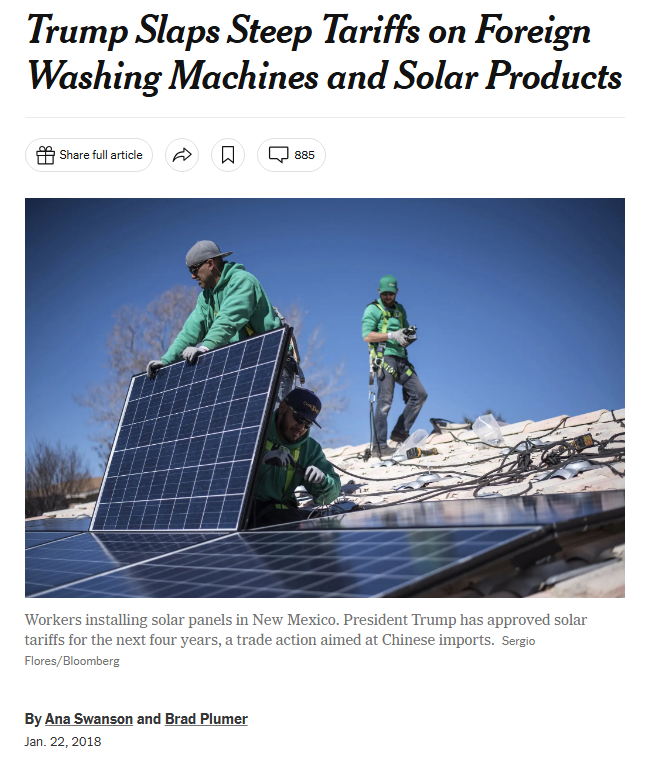 Trump Slaps Steep Tariffs on Foreign
Washing Machines and Solar Products
Share full article
885
Workers installing solar panels in New Mexico. President Trump has approved solar
tariffs for the next four years, a trade action aimed at Chinese imports. Sergio
Flores/Bloomberg
By Ana Swanson and Brad Plumer
Jan. 22, 2018